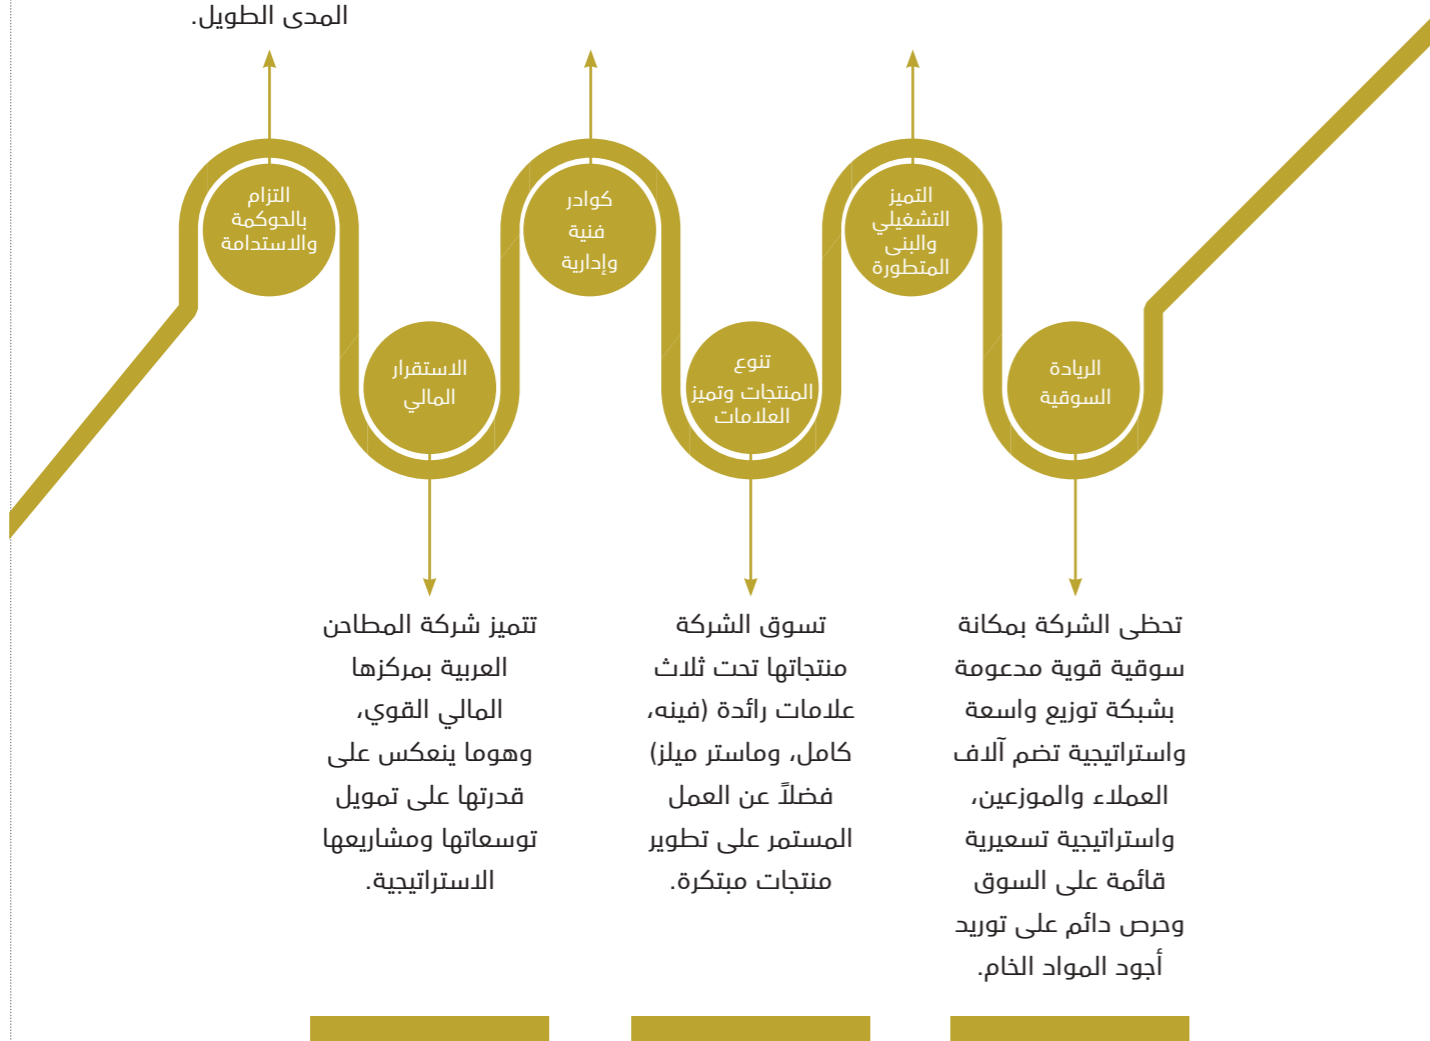 المدى الطويل.
التميز
التشغيلي
والبنى
المتطورة
كوادر
فنية
وإدارية
التزام
بالحوكمة
والاستدامة
الريادة
السوقية
تنوع
المنتجات وتميز
العلامات
الاستقرار
المالي
تحظى الشركة بمكانة
سوقية قوية مدعومة
بشبكة توزيع واسعة
واستراتيجية تضم آلاف
العملاء والموزعين،
واستراتيجية تسعيرية
قائمة على السوق
وحرص دائم على توريد
أجود المواد الخام.
تسوق الشركة
منتجاتها تحت ثلاث
علامات رائدة (فينه،
كامل، وماستر ميلز)
فضلاً عن العمل
المستمر على تطوير
منتجات مبتكرة.
تتميز شركة المطاحن
العربية بمركزها
المالي القوي،
وهوما ينعكس على
قدرتها على تمويل
توسعاتها ومشاريعها
الاستراتيجية.